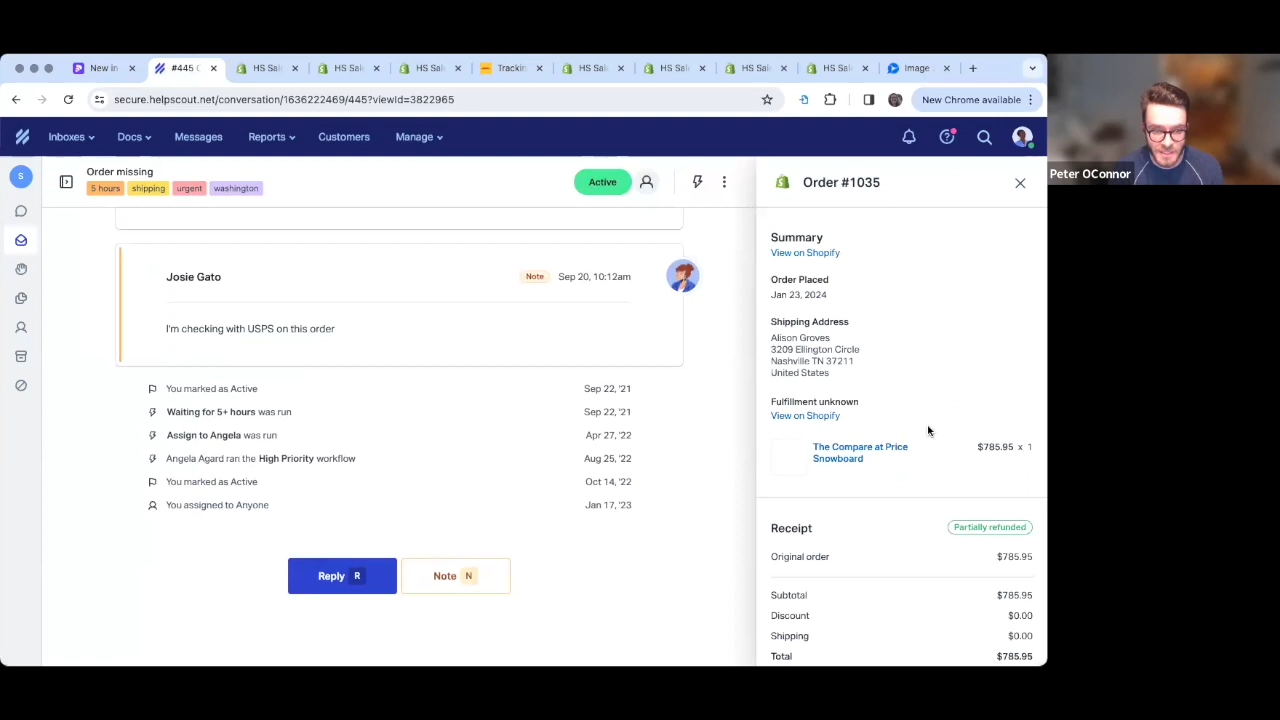 New in
#445 C
HS Sal
HS Sal
HS Sal
Trackin
HS Sal
HS Sal
HS Sal
HS Sal
Image
secure.helpscout.net/conversation/1636222469/445?viewId=3822965
New Chrome available
Inboxes
Docs
Messages
Reports
Customers
Manage
S
Order missing
5 hours
shipping
urgent
washington
Active
Josie Gato
Note
Sep 20, 10:12am
I'm checking with USPS on this order
You marked as Active
Sep 22, '21
Waiting for 5+ hours was run
Sep 22, '21
Assign to Angela was run
Apr 27, '22
Angela Agard ran the High Priority workflow
Aug 25, '22
You marked as Active
Oct 14, '22
You assigned to Anyone
Jan 17, '23
Reply R
Note N
Order #1035
Summary
View on Shopify
Order Placed
Jan 23, 2024
Shipping Address
Alison Groves
3209 Ellington Circle
Nashville TN 37211
United States
Fulfillment unknown
View on Shopify
The Compare at Price
Snowboard
$785.95 x 1
Receipt
Partially refunded
Original order
$785.95
Subtotal
$785.95
Discount
$0.00
Shipping
$0.00
Total
$785.95
Peter OConnor